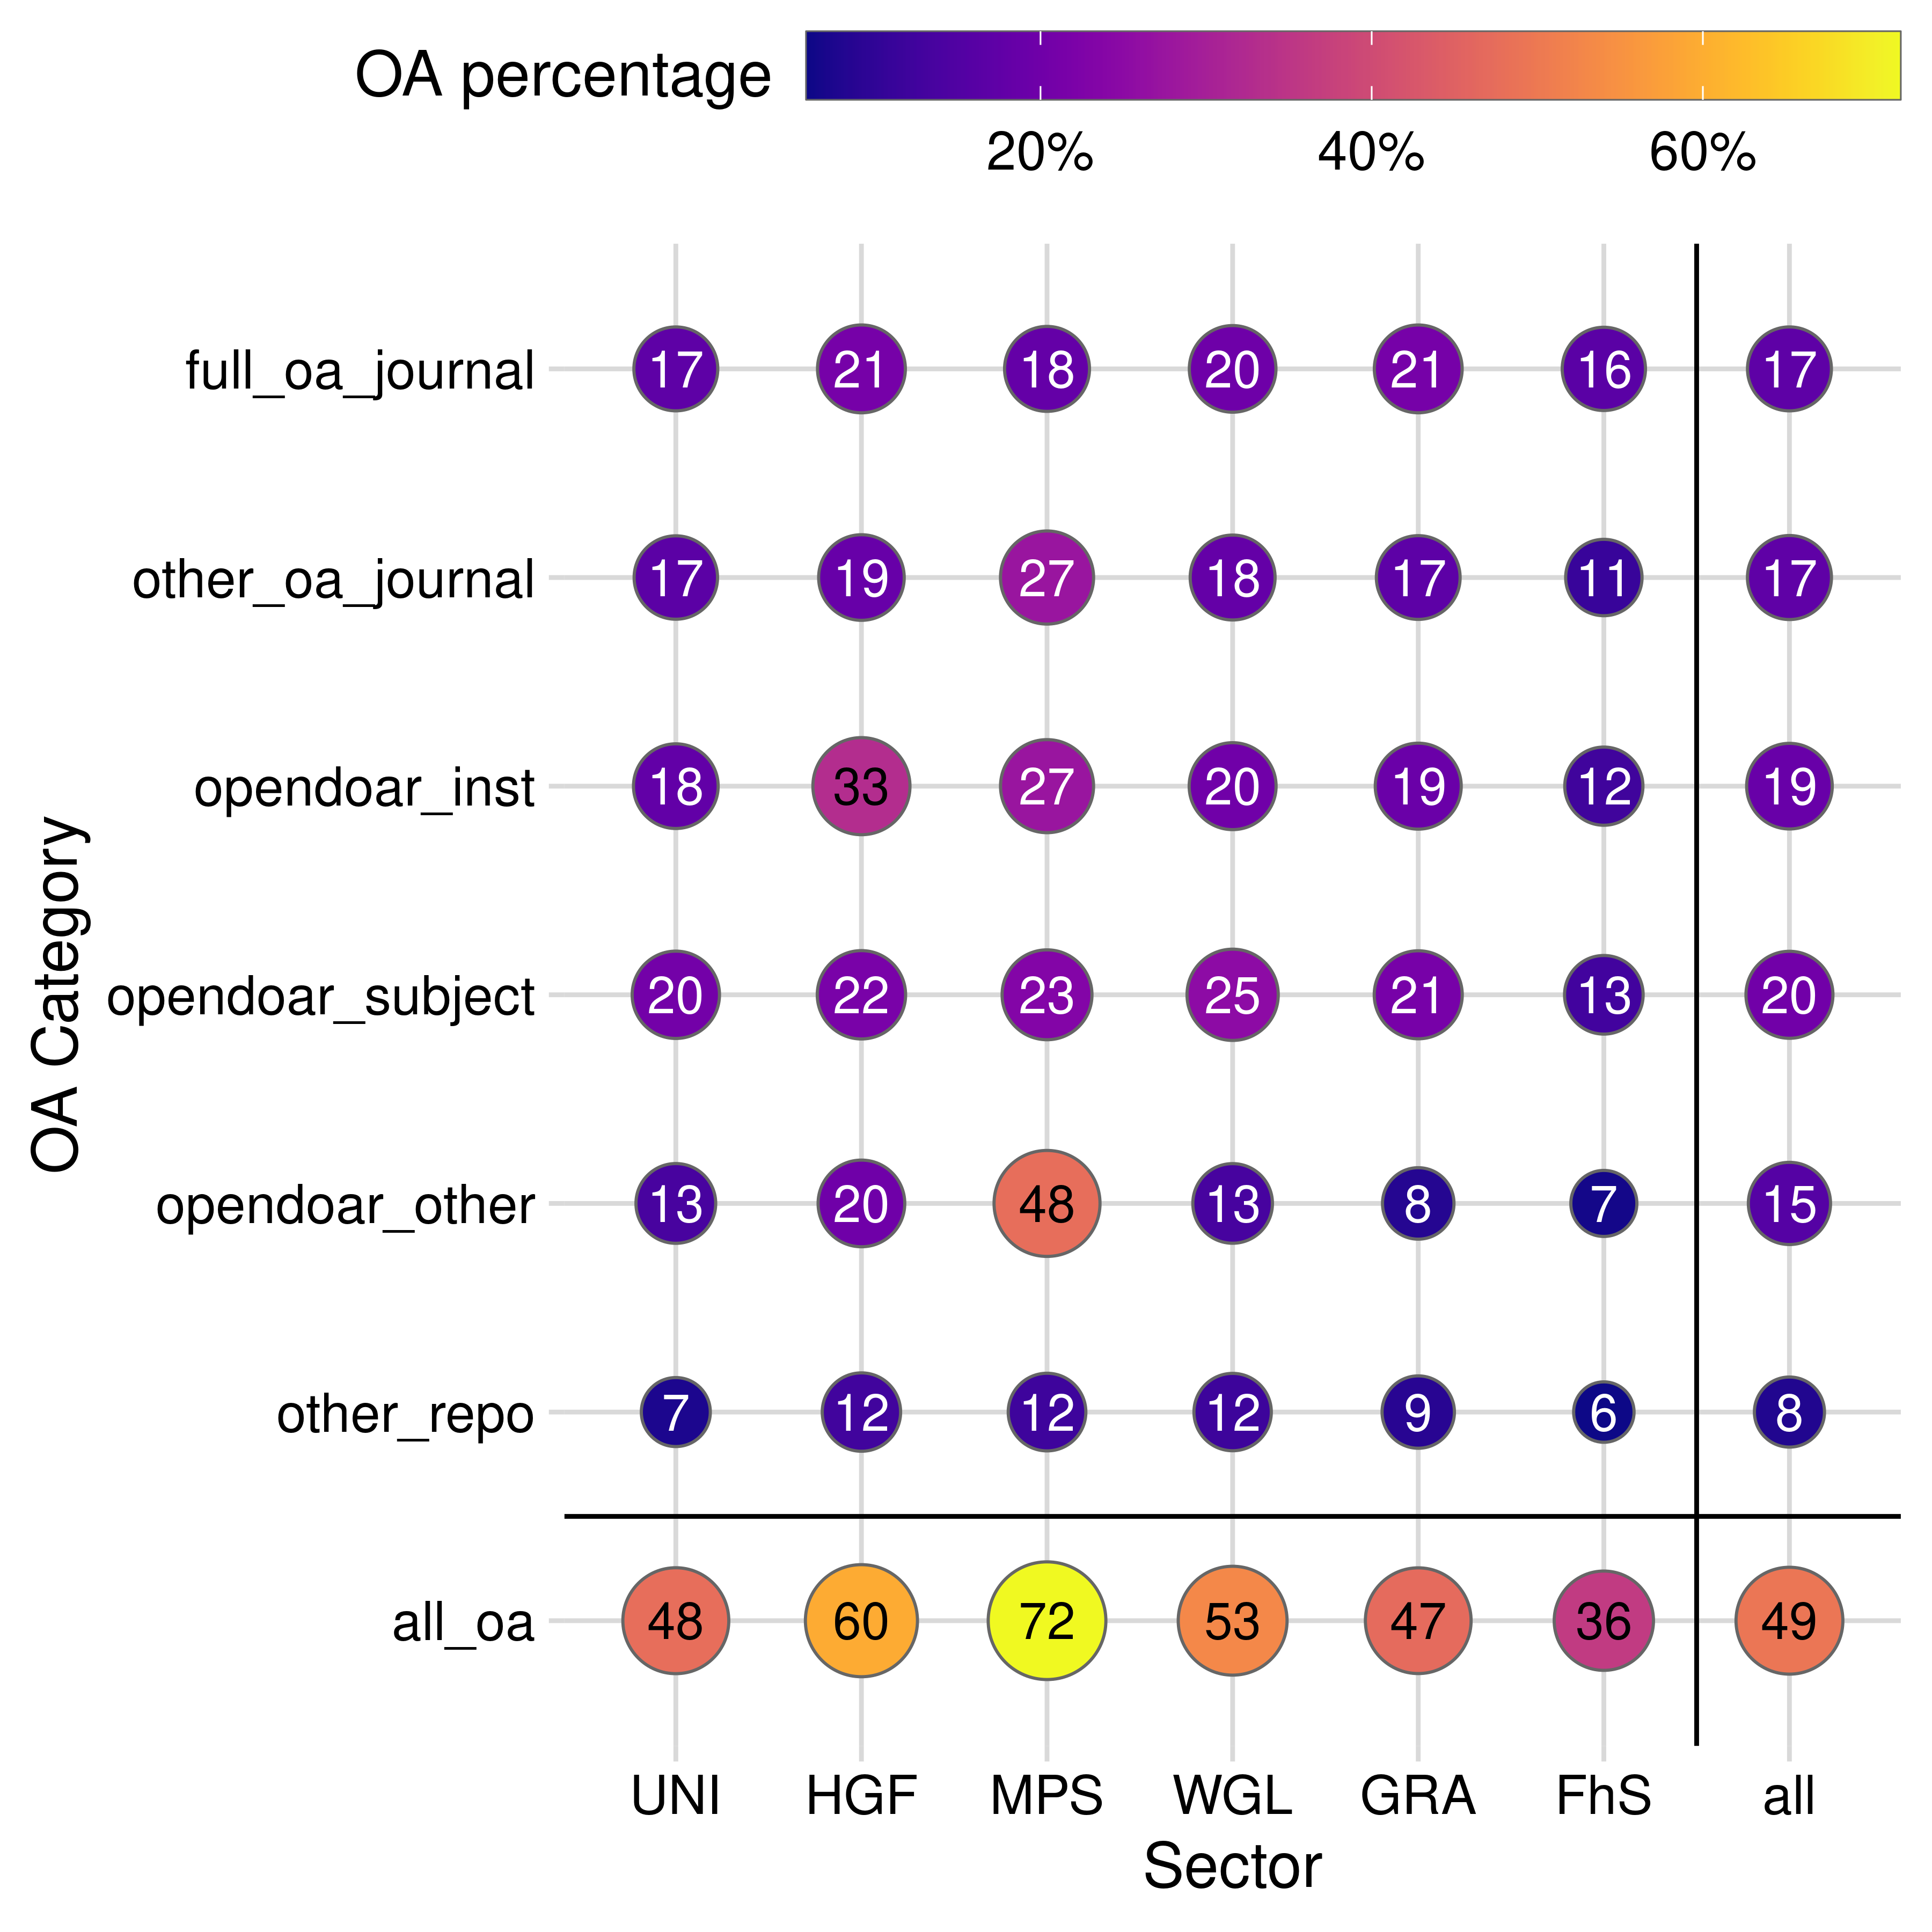 OA percentage
20% 40% 60%
full_oa_journal 17 21 18 20 21 16 17
other_oa_journal 17 19 27 18 17 11 17
opendoar_inst 18 33 27 20 19 12 19
opendoar_subject 20 22 23 25 21 13 20
opendoar_other 13 20 48 13 8 7 15
other_repo 7 12 12 12 9 6 8
all_oa 48 60 72 53 47 36 49
UNI HGF MPS WGL GRA FhS all
Sector
OA Category